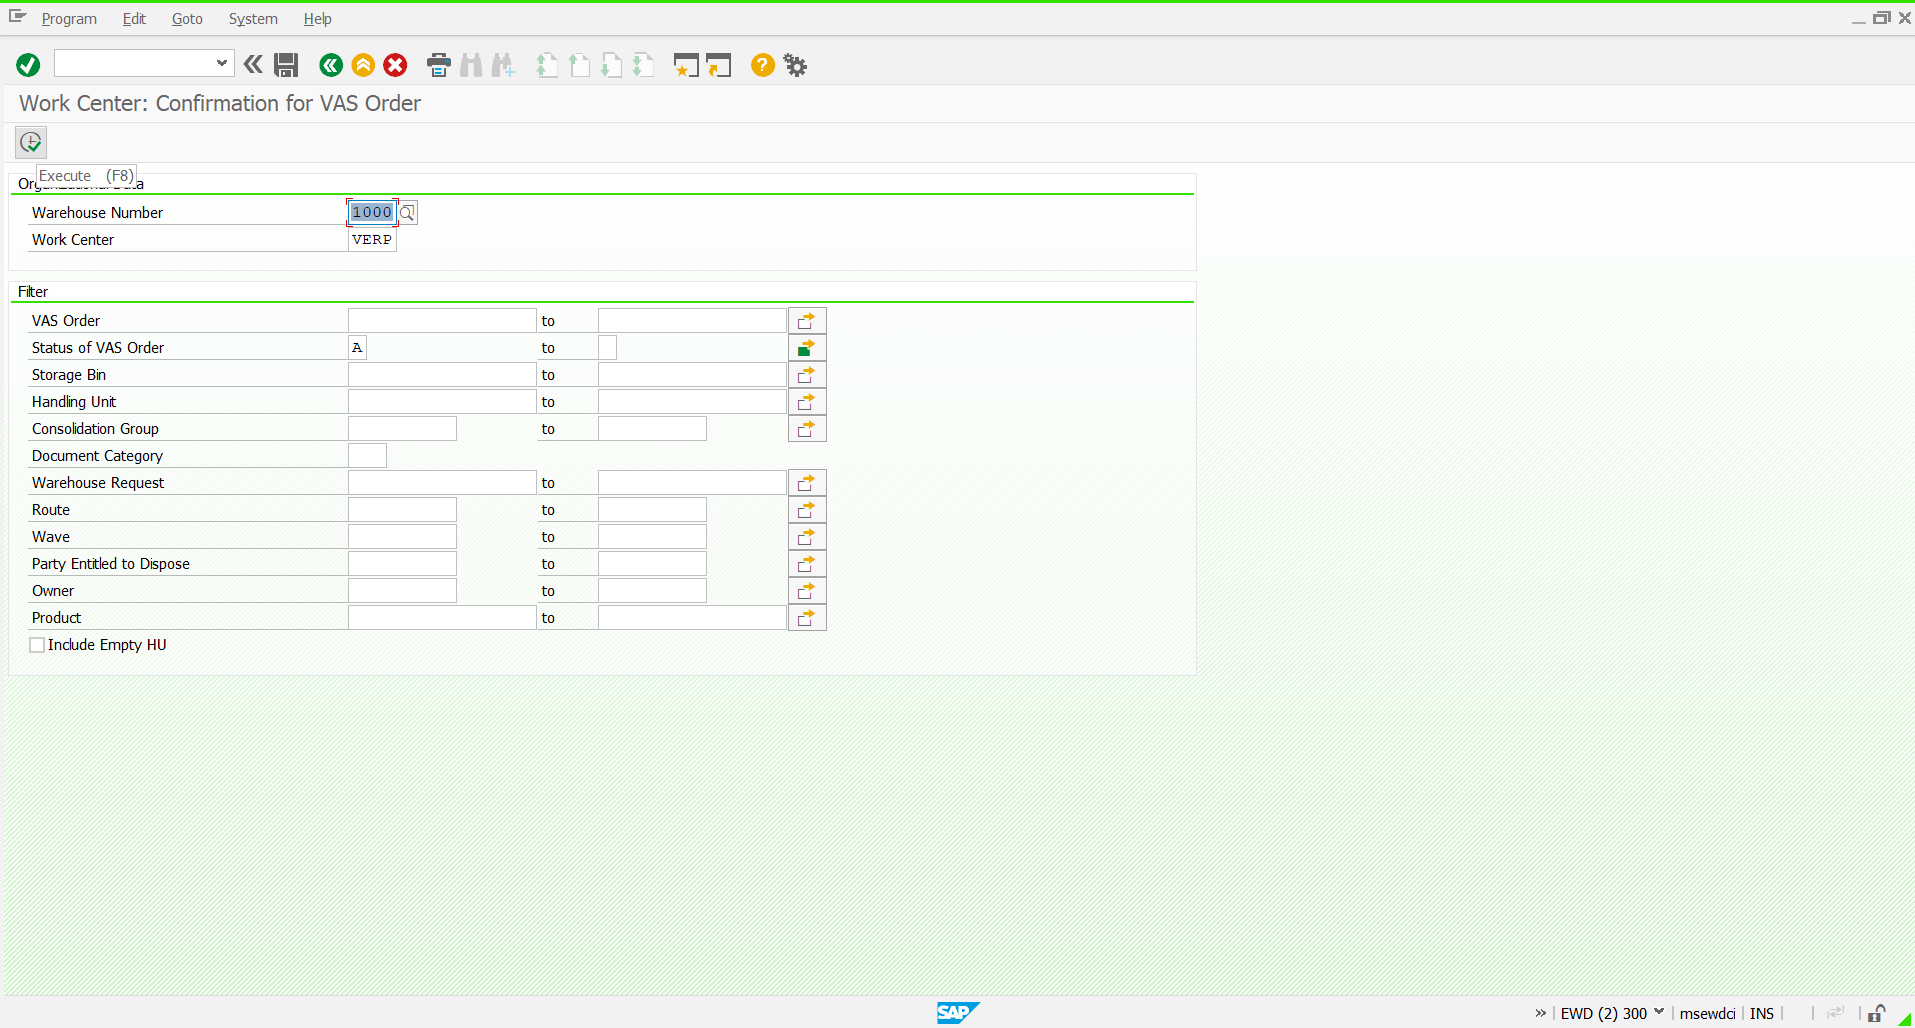 Program Edit Goto System Help
Work Center: Confirmation for VAS Order
Execute (F8)
Organizational Data
Warehouse Number 1000
Work Center VERP
Filter
VAS Order to
Status of VAS Order A to
Storage Bin to
Handling Unit to
Consolidation Group to
Document Category
Warehouse Request to
Route to
Wave to
Party Entitled to Dispose to
Owner to
Product to
Include Empty HU
SAP EWD (2) 300 msewdci INS